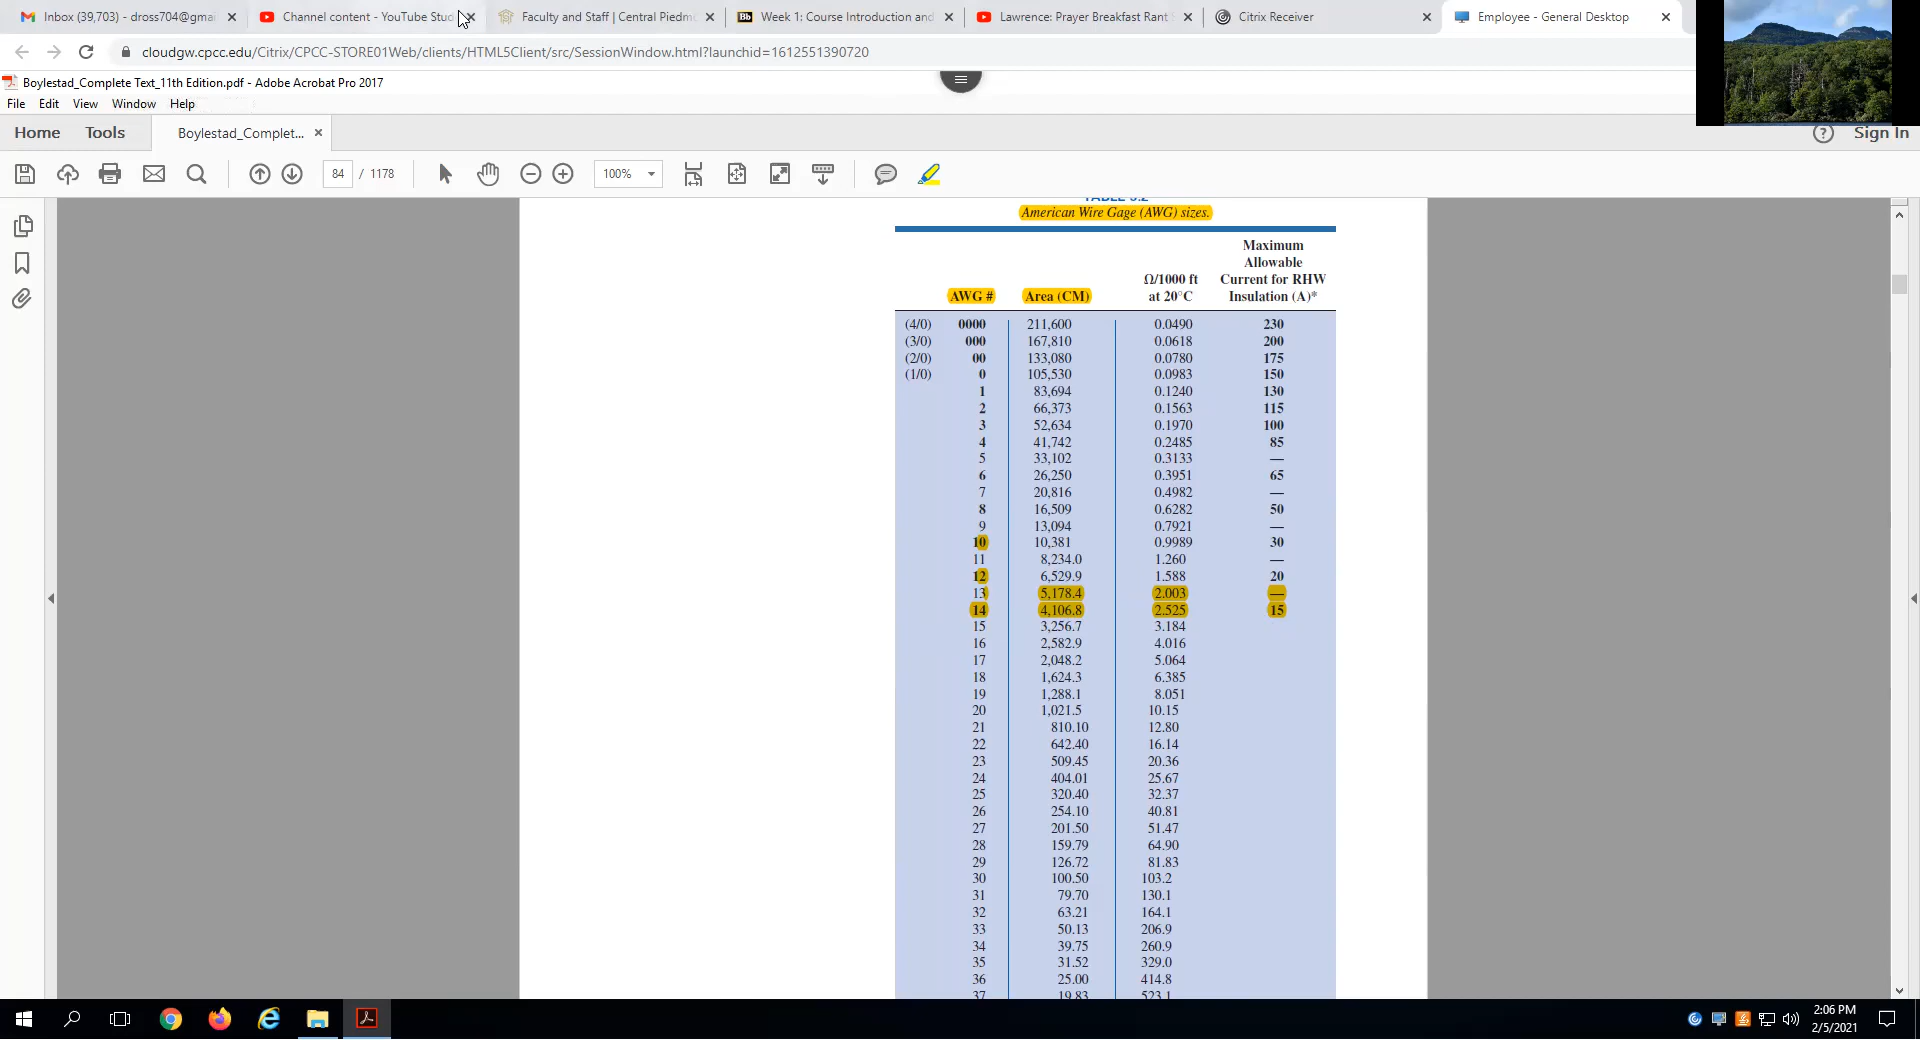 Inbox (39,703) - dross704@gmai
Channel content - YouTube Stud
Faculty and Staff | Central Piedm
Bb Week 1: Course Introduction and
Lawrence: Prayer Breakfast Rant
Citrix Receiver
Employee - General Desktop
cloudgw.cpcc.edu/Citrix/CPCC-STORE01Web/clients/HTML5Client/src/SessionWindow.html?launchid=1612551390720
Boylestad_Complete Text_11th Edition.pdf - Adobe Acrobat Pro 2017
File Edit View Window Help
Home Tools Boylestad_Complet... Sign In
84 / 1178 100%
American Wire Gage (AWG) sizes.
Maximum
Allowable
Ω/1000 ft Current for RHW
AWG # Area (CM) at 20°C Insulation (A)*
(4/0) 0000 211,600 0.0490 230
(3/0) 000 167,810 0.0618 200
(2/0) 00 133,080 0.0780 175
(1/0) 0 105,530 0.0983 150
1 83,694 0.1240 130
2 66,373 0.1563 115
3 52,634 0.1970 100
4 41,742 0.2485 85
5 33,102 0.3133 —
6 26,250 0.3951 65
7 20,816 0.4982 —
8 16,509 0.6282 50
9 13,094 0.7921 —
10 10,381 0.9989 30
11 8,234.0 1.260 —
12 6,529.9 1.588 20
13 5,178.4 2.003 —
14 4,106.8 2.525 15
15 3,256.7 3.184
16 2,582.9 4.016
17 2,048.2 5.064
18 1,624.3 6.385
19 1,288.1 8.051
20 1,021.5 10.15
21 810.10 12.80
22 642.40 16.14
23 509.45 20.36
24 404.01 25.67
25 320.40 32.37
26 254.10 40.81
27 201.50 51.47
28 159.79 64.90
29 126.72 81.83
30 100.50 103.2
31 79.70 130.1
32 63.21 164.1
33 50.13 206.9
34 39.75 260.9
35 31.52 329.0
36 25.00 414.8
37 19.83 523.1
2:06 PM
2/5/2021